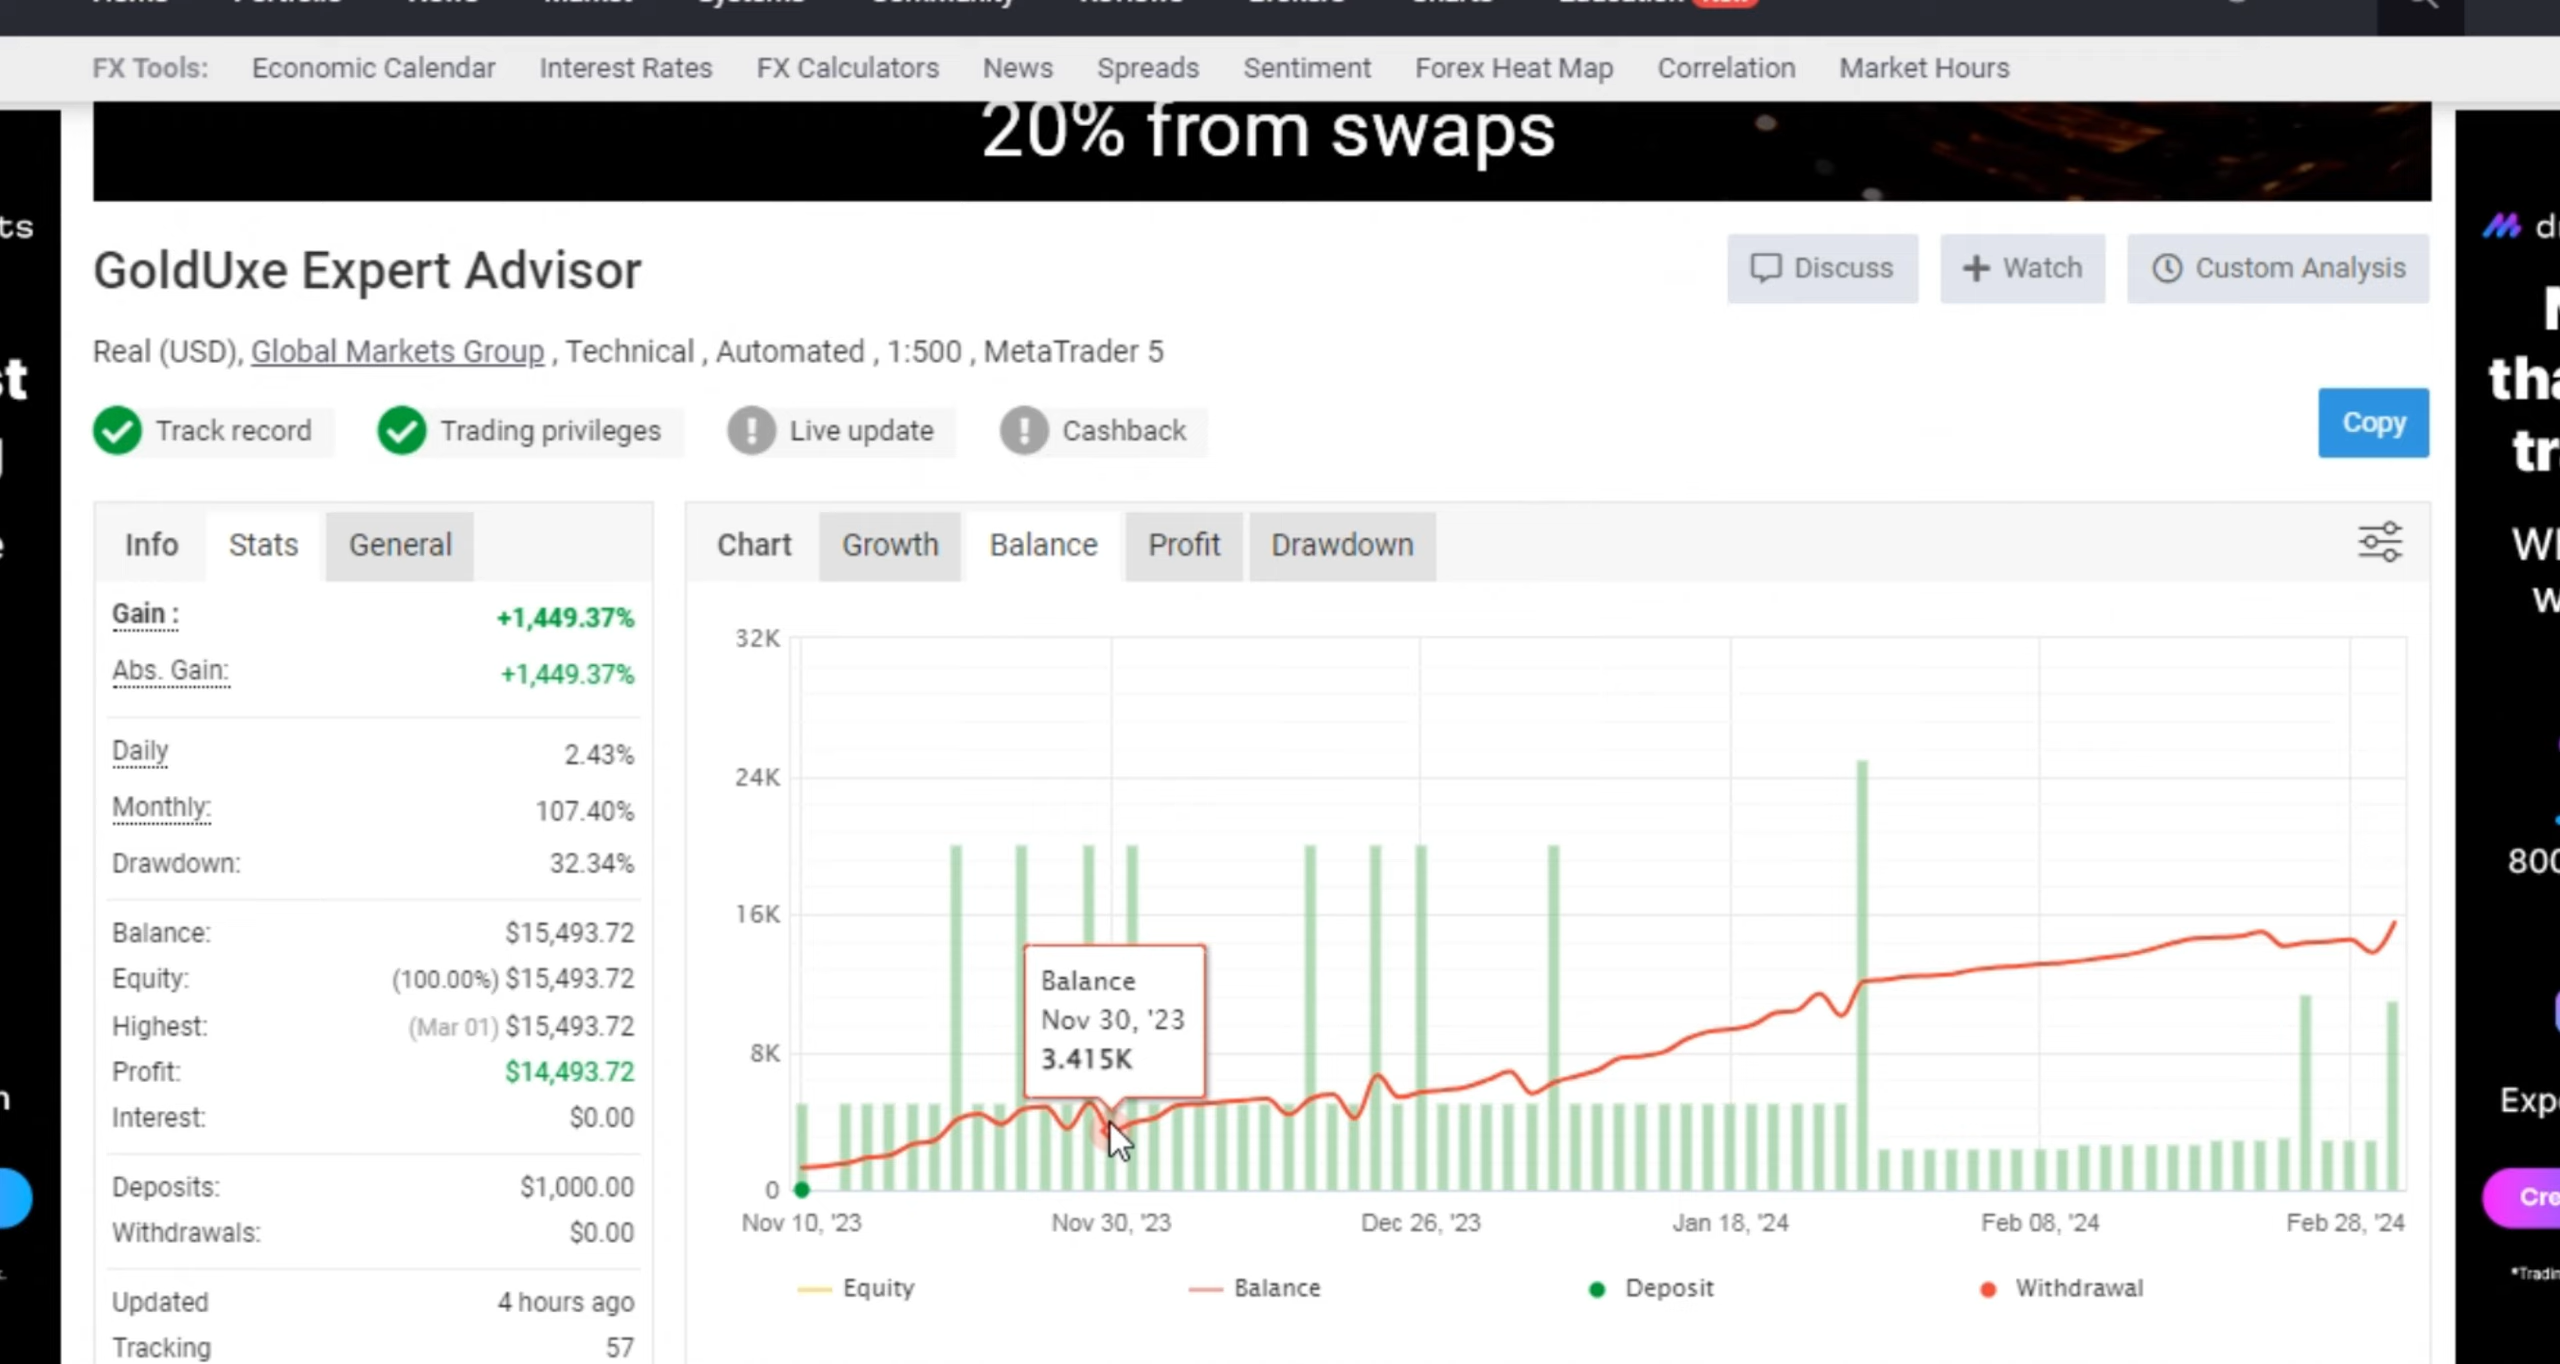 FX Tools: Economic Calendar Interest Rates FX Calculators News Spreads Sentiment Forex Heat Map Correlation Market Hours
20% from swaps
GoldUxe Expert Advisor
Discuss
Watch
Custom Analysis
Real (USD), Global Markets Group , Technical , Automated , 1:500 , MetaTrader 5
Track record
Trading privileges
Live update
Cashback
Copy
Info Stats General
Gain : +1,449.37%
Abs. Gain: +1,449.37%
Daily 2.43%
Monthly: 107.40%
Drawdown: 32.34%
Balance: $15,493.72
Equity: (100.00%) $15,493.72
Highest: (Mar 01) $15,493.72
Profit: $14,493.72
Interest: $0.00
Deposits: $1,000.00
Withdrawals: $0.00
Updated 4 hours ago
Tracking 57
Chart Growth Balance Profit Drawdown
32K
24K
16K
8K
0
Balance
Nov 30, '23
3.415K
Nov 10, '23 Nov 30, '23 Dec 26, '23 Jan 18, '24 Feb 08, '24 Feb 28, '24
Equity Balance Deposit Withdrawal